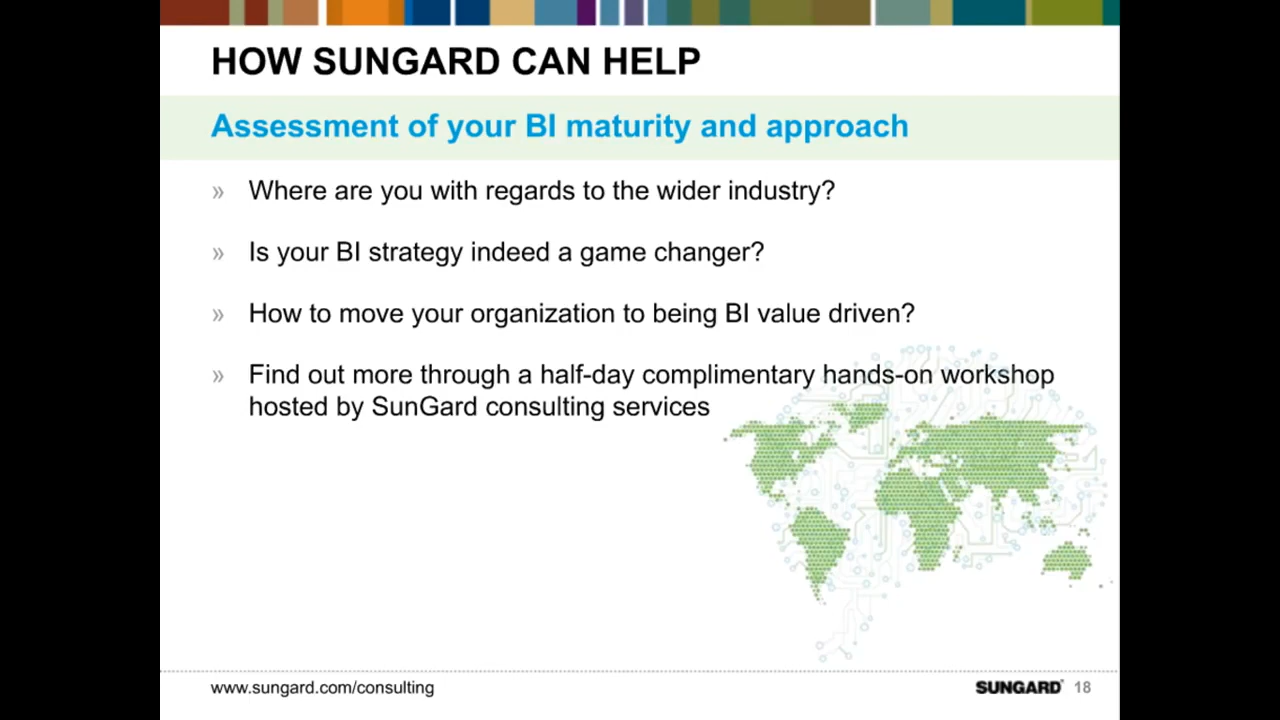 HOW SUNGARD CAN HELP
Assessment of your BI maturity and approach
» Where are you with regards to the wider industry?
» Is your BI strategy indeed a game changer?
» How to move your organization to being BI value driven?
» Find out more through a half-day complimentary hands-on workshop
hosted by SunGard consulting services
www.sungard.com/consulting
SUNGARD® 18